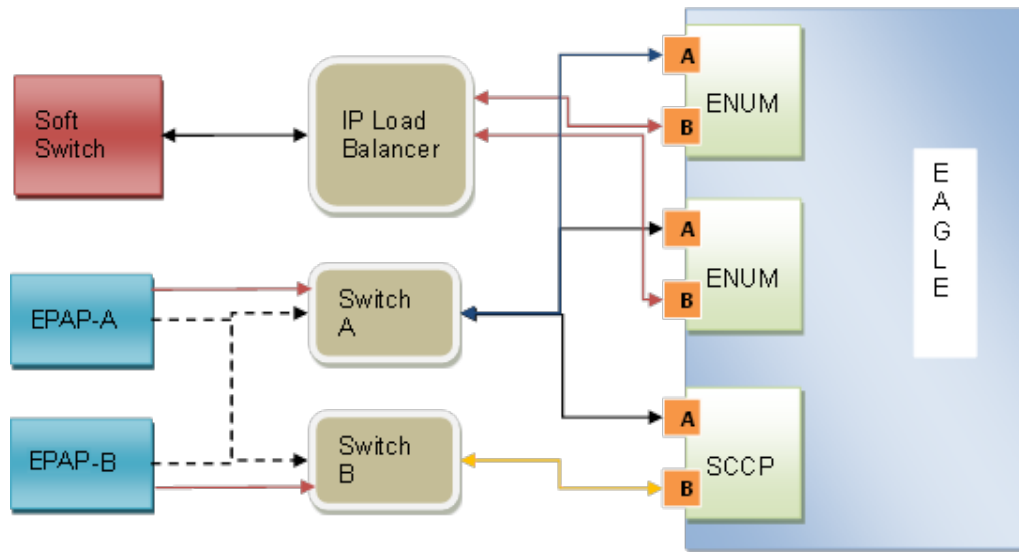 Soft
Switch
IP Load
Balancer
A
ENUM
B
E
A
G
L
E
A
ENUM
B
EPAP-A
Switch
A
EPAP-B
Switch
B
A
SCCP
B